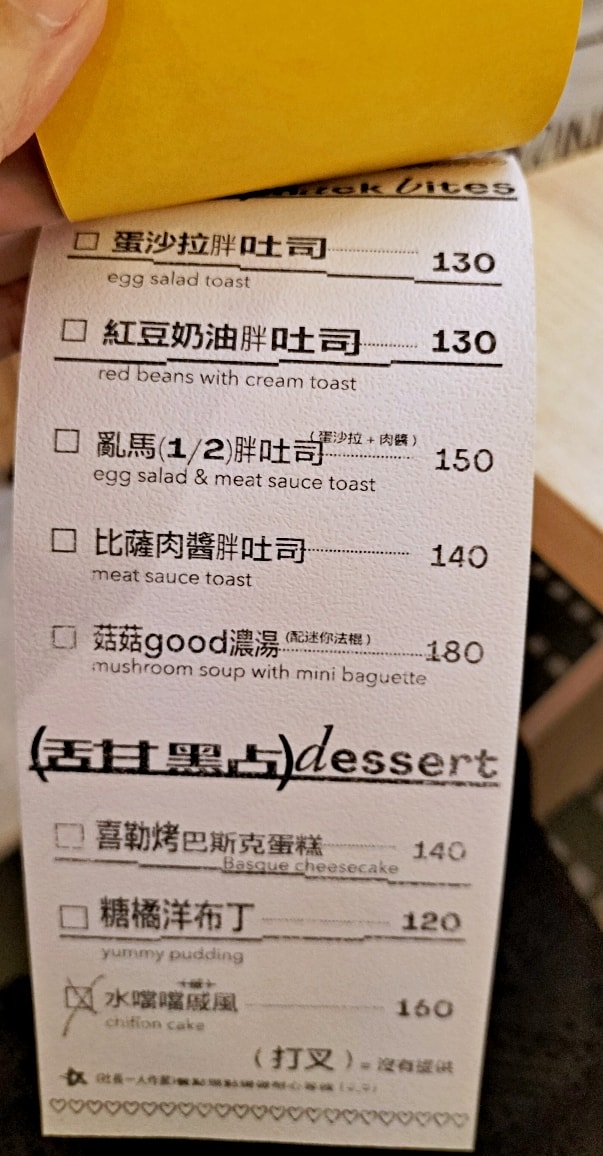 bites
蛋沙拉胖吐司 130
egg salad toast
紅豆奶油胖吐司 130
red beans with cream toast
亂馬(1/2)胖吐司 (蛋沙拉 + 肉醬) 150
egg salad & meat sauce toast
比薩肉醬胖吐司 140
meat sauce toast
菇菇good濃湯 (配迷你法棍) 180
mushroom soup with mini baguette
(舌甘黑占)dessert
喜勒烤巴斯克蛋糕 140
Basque cheesecake
糖橘洋布丁 120
yummy pudding
水噹噹戚風 160
chiffon cake
(打叉)= 沒有提供